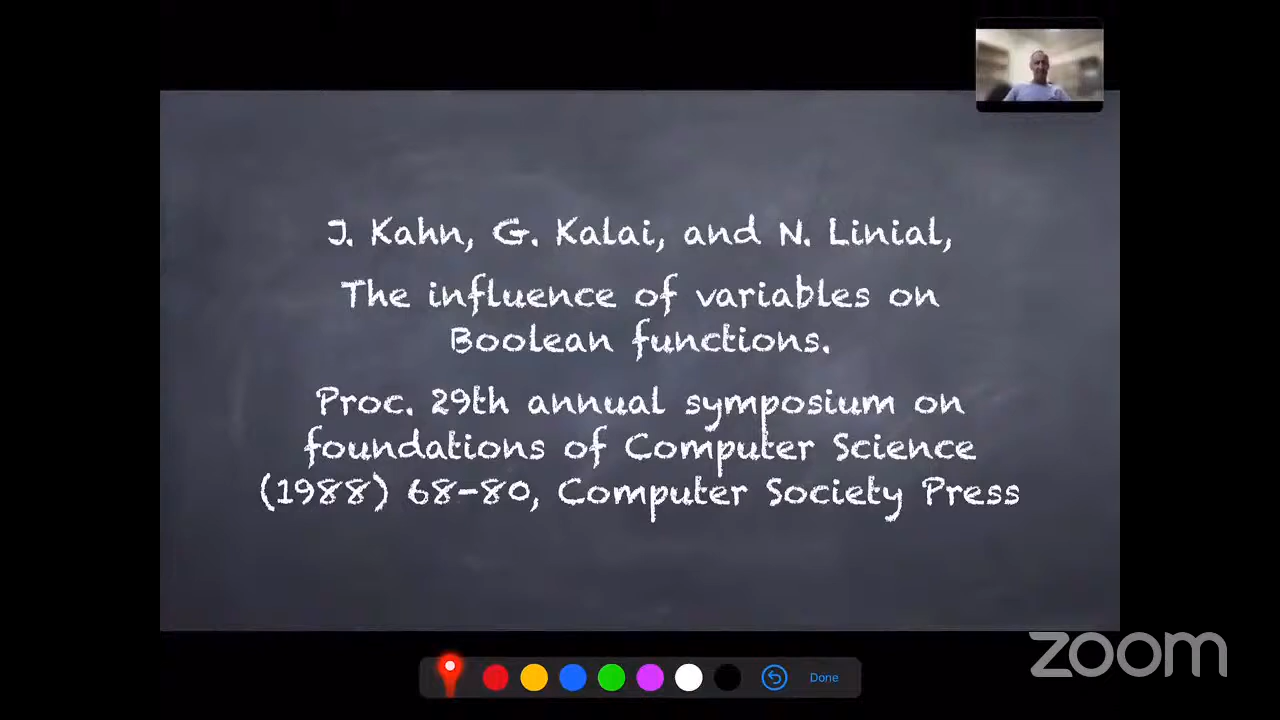 J. Kahn, G. Kalai, and N. Linial,
The influence of variables on
Boolean functions.
Proc. 29th annual symposium on
foundations of Computer Science
(1988) 68-80, Computer Society Press
zoom
Done